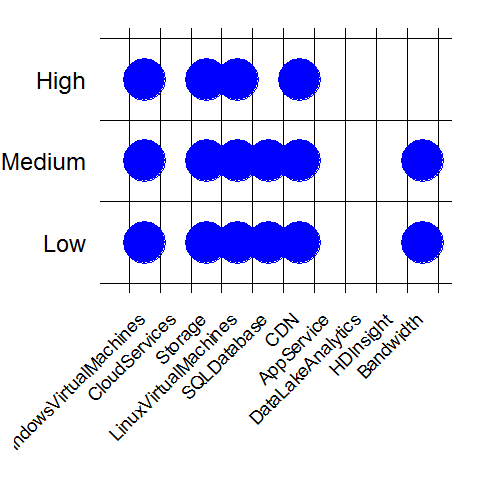 High
Medium
Low
ndowsVirtualMachines
CloudServices
Storage
LinuxVirtualMachines
SQLDatabase
CDN
AppService
DataLakeAnalytics
HDInsight
Bandwidth